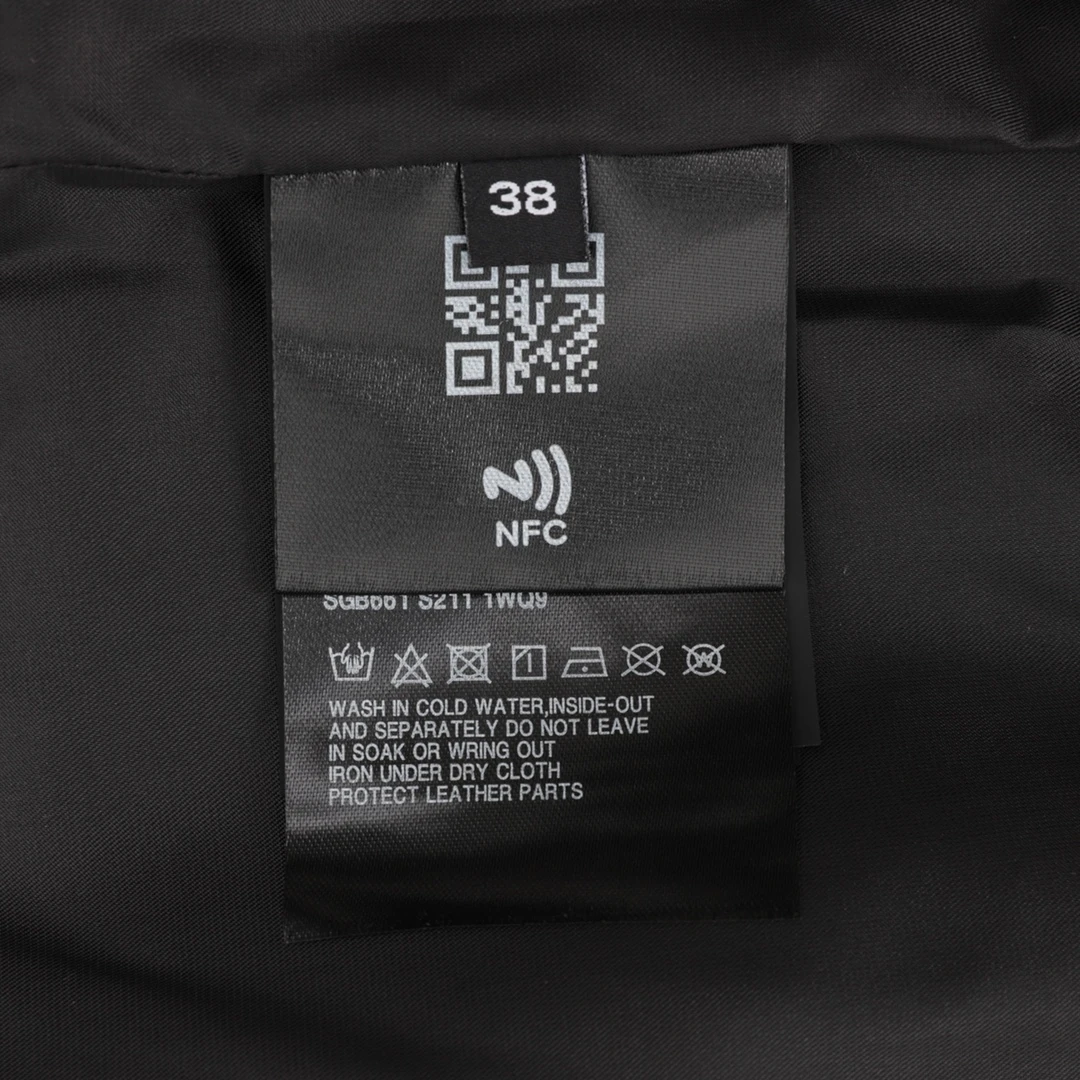 38
NFC
SGB661 S211 1WQ9
WASH IN COLD WATER,INSIDE-OUT
AND SEPARATELY DO NOT LEAVE
IN SOAK OR WRING OUT
IRON UNDER DRY CLOTH
PROTECT LEATHER PARTS